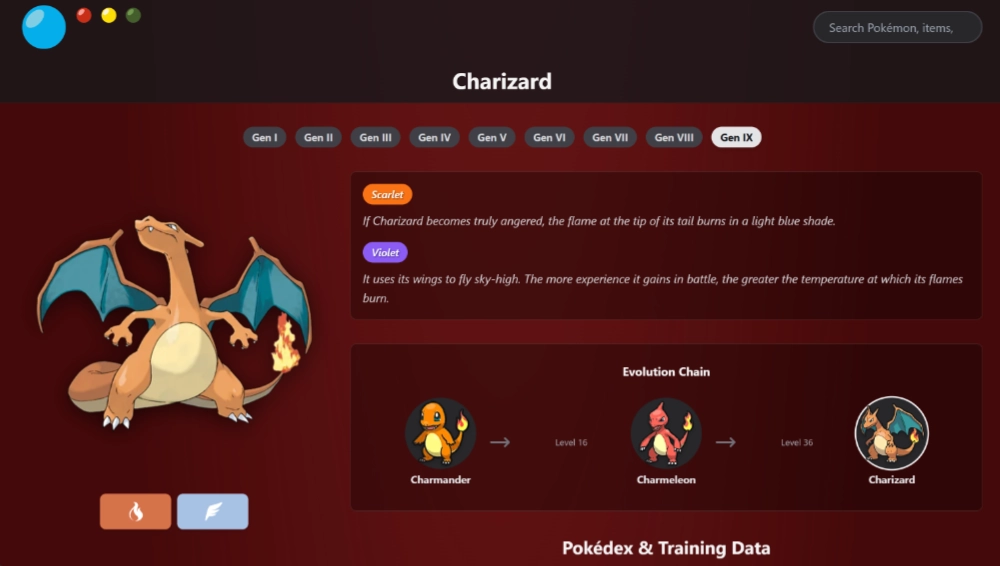 Search Pokémon, items,
Charizard
Gen I Gen II Gen III Gen IV Gen V Gen VI Gen VII Gen VIII Gen IX
Scarlet
If Charizard becomes truly angered, the flame at the tip of its tail burns in a light blue shade.
Violet
It uses its wings to fly sky-high. The more experience it gains in battle, the greater the temperature at which its flames
burn.
Evolution Chain
Level 16 Level 36
Charmander Charmeleon Charizard
Pokédex & Training Data